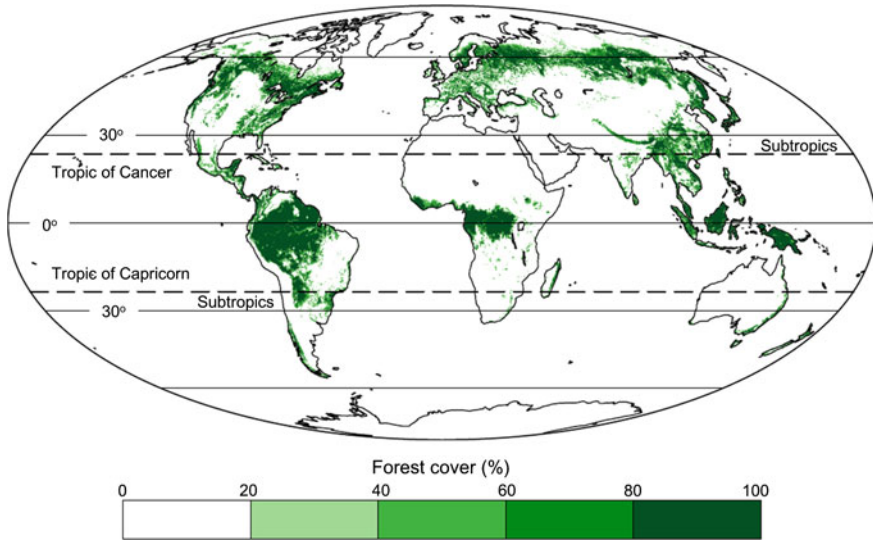 30°
Subtropics
Tropic of Cancer
0°
Tropic of Capricorn
Subtropics
30°
Forest cover (%)
0 20 40 60 80 100